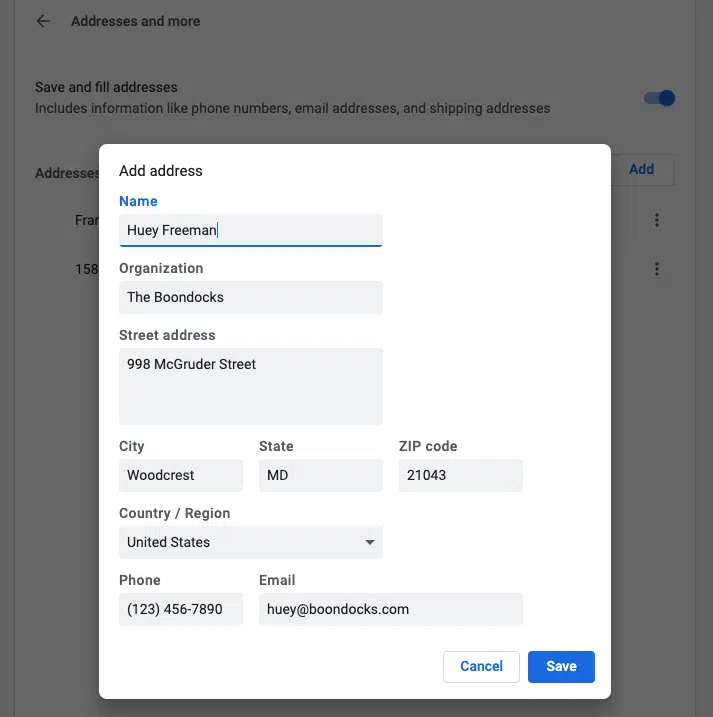 Addresses and more
Save and fill addresses
Includes information like phone numbers, email addresses, and shipping addresses
Addresses
Add
Add address
Name
Huey Freeman
Organization
The Boondocks
Street address
998 McGruder Street
City State ZIP code
Woodcrest MD 21043
Country / Region
United States
Phone Email
(123) 456-7890 huey@boondocks.com
Cancel Save